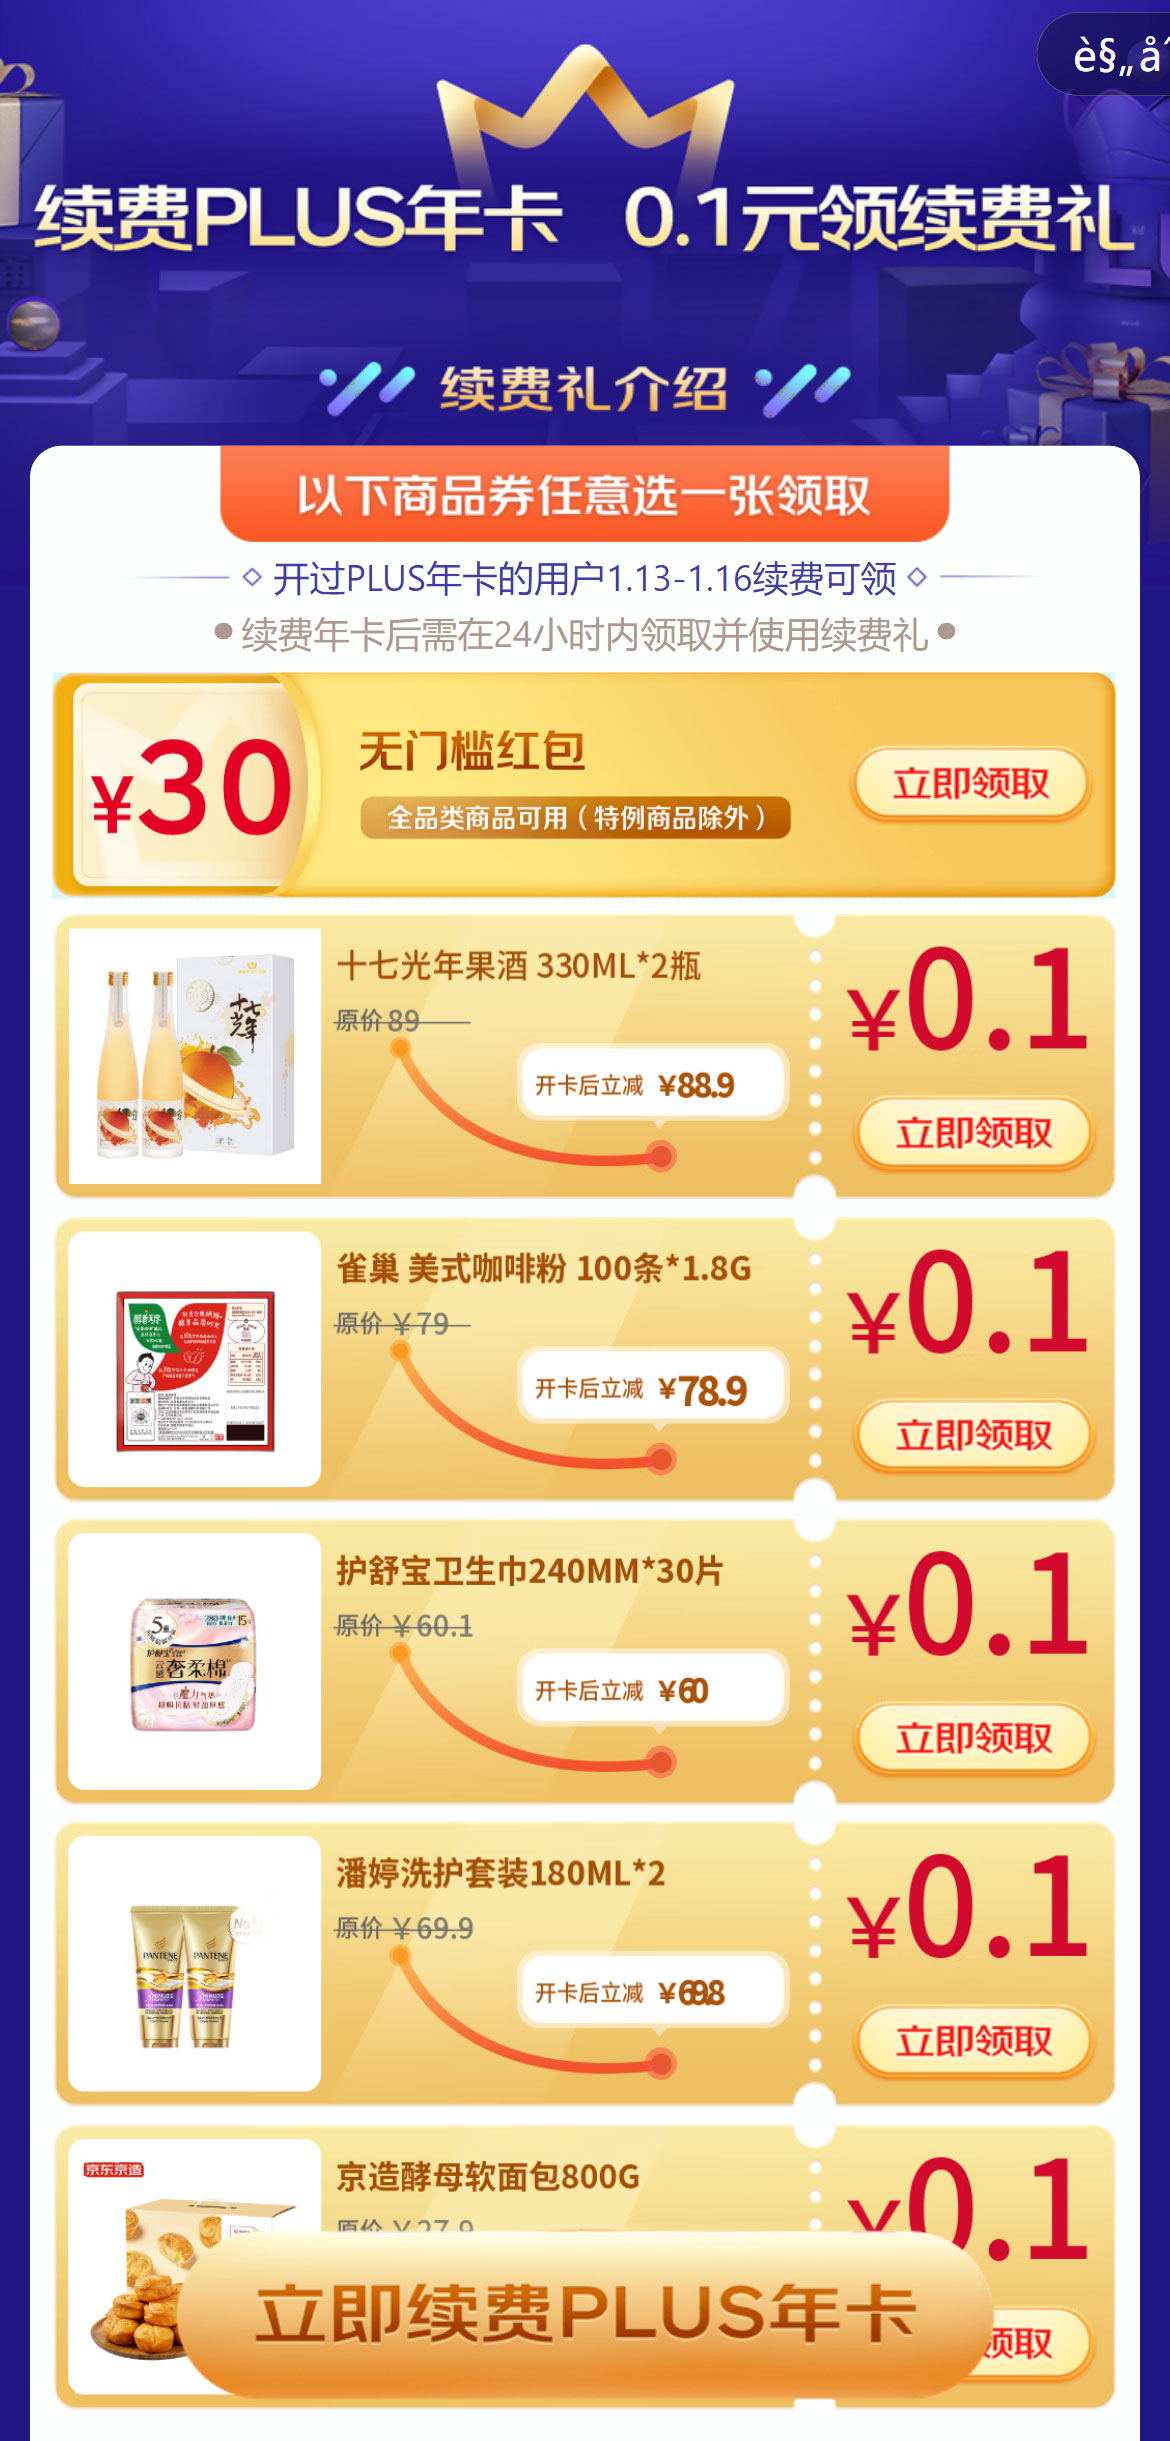 è§„å
续费PLUS年卡 0.1元领续费礼
续费礼介绍
以下商品券任意选一张领取
开过PLUS年卡的用户1.13-1.16续费可领
续费年卡后需在24小时内领取并使用续费礼
¥30
无门槛红包
全品类商品可用（特例商品除外）
立即领取
十七光年果酒 330ML*2瓶
原价89
开卡后立减 ¥88.9
¥0.1
立即领取
十七光年
雀巢 美式咖啡粉 100条*1.8G
原价 ¥79
开卡后立减 ¥78.9
¥0.1
立即领取
护舒宝卫生巾240MM*30片
原价 ¥60.1
开卡后立减 ¥60
¥0.1
立即领取
奢柔棉
潘婷洗护套装180ML*2
原价 ¥69.9
开卡后立减 ¥69.8
¥0.1
立即领取
PANTENE
PANTENE
京东京造
京造酵母软面包800G
原价 ¥27.9
¥0.1
领取
立即续费PLUS年卡